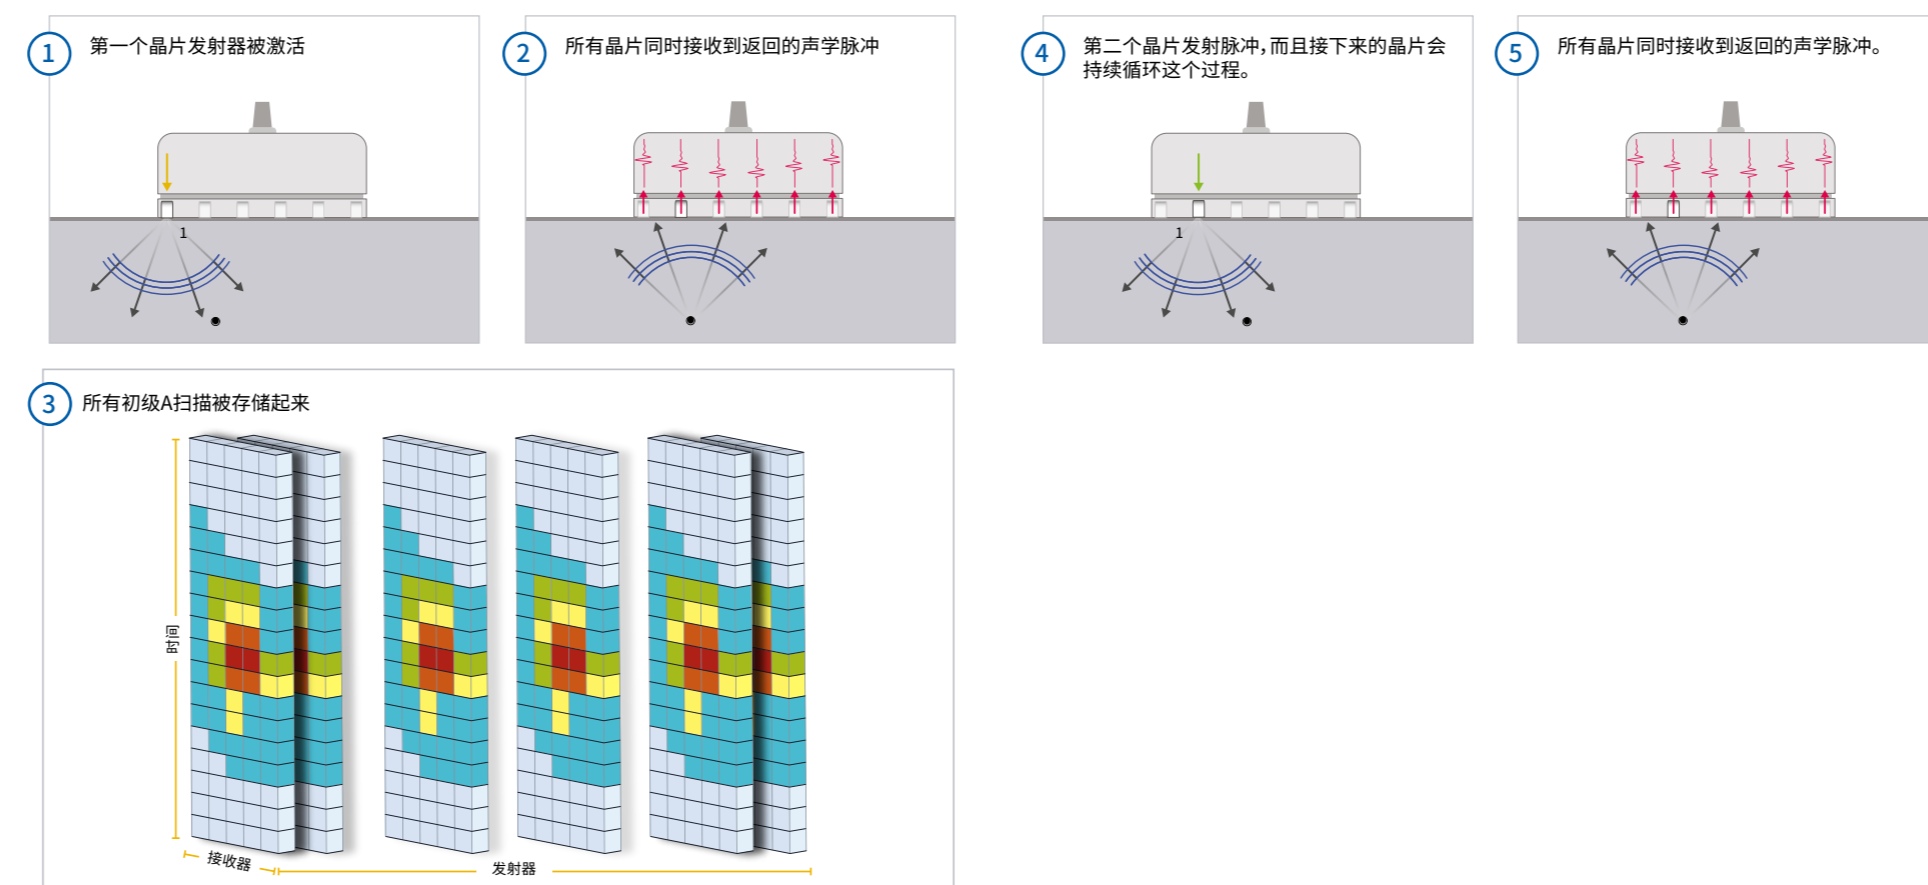 1
第一个晶片发射器被激活
1
2
所有晶片同时接收到返回的声学脉冲
3
所有初级A扫描被存储起来
时间
接收器
发射器
4
第二个晶片发射脉冲,而且接下来的晶片会
持续循环这个过程。
1
5
所有晶片同时接收到返回的声学脉冲。